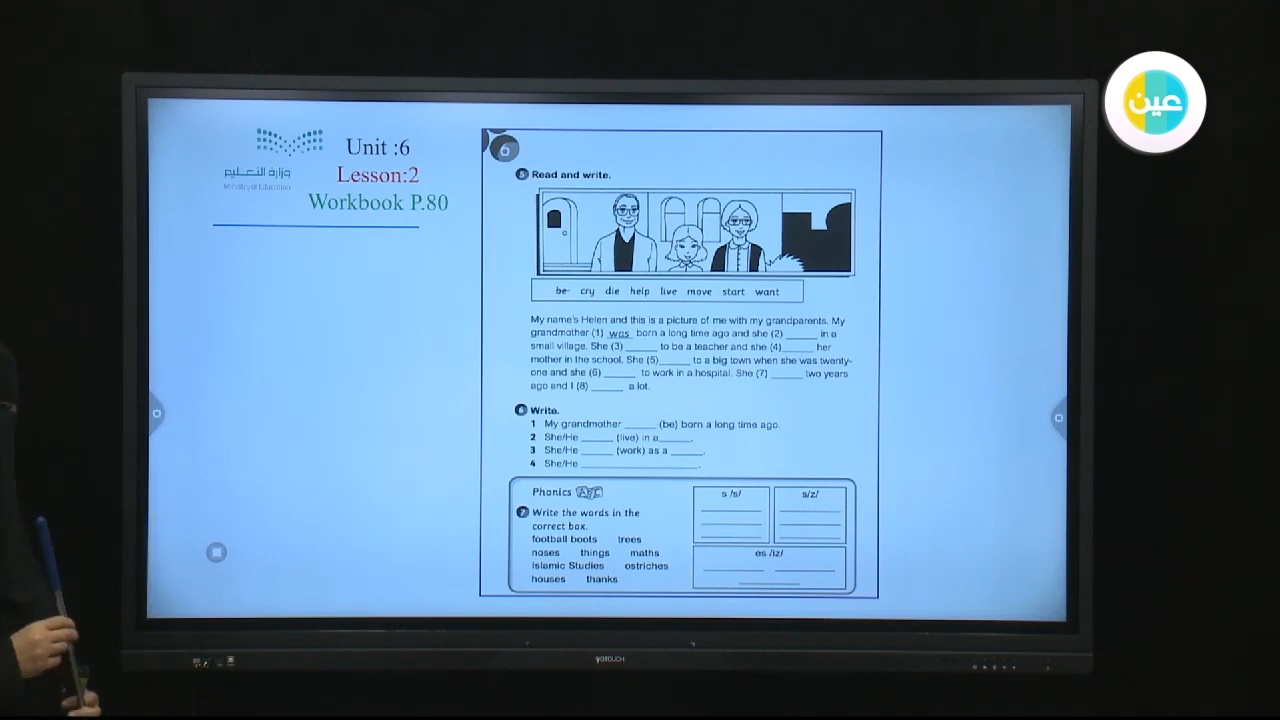 عين
وزارة التعليم
Ministry of Education
Unit :6
Lesson:2
Workbook P.80
6
5 Read and write.
be cry die help live move start want
My name's Helen and this is a picture of me with my grandparents. My
grandmother (1) was born a long time ago and she (2) ______ in a
small village. She (3) ______ to be a teacher and she (4)______ her
mother in the school. She (5)______ to a big town when she was twenty-
one and she (6) ______ to work in a hospital. She (7) ______ two years
ago and I (8) ______ a lot.
6 Write.
1 My grandmother ______ (be) born a long time ago.
2 She/He ______ (live) in a______.
3 She/He ______ (work) as a ______.
4 She/He ______________________.
Phonics ABC
7 Write the words in the
correct box.
football boots trees
noses things maths
Islamic Studies ostriches
houses thanks
s /s/
s/z/
es /iz/
YOTOUCH